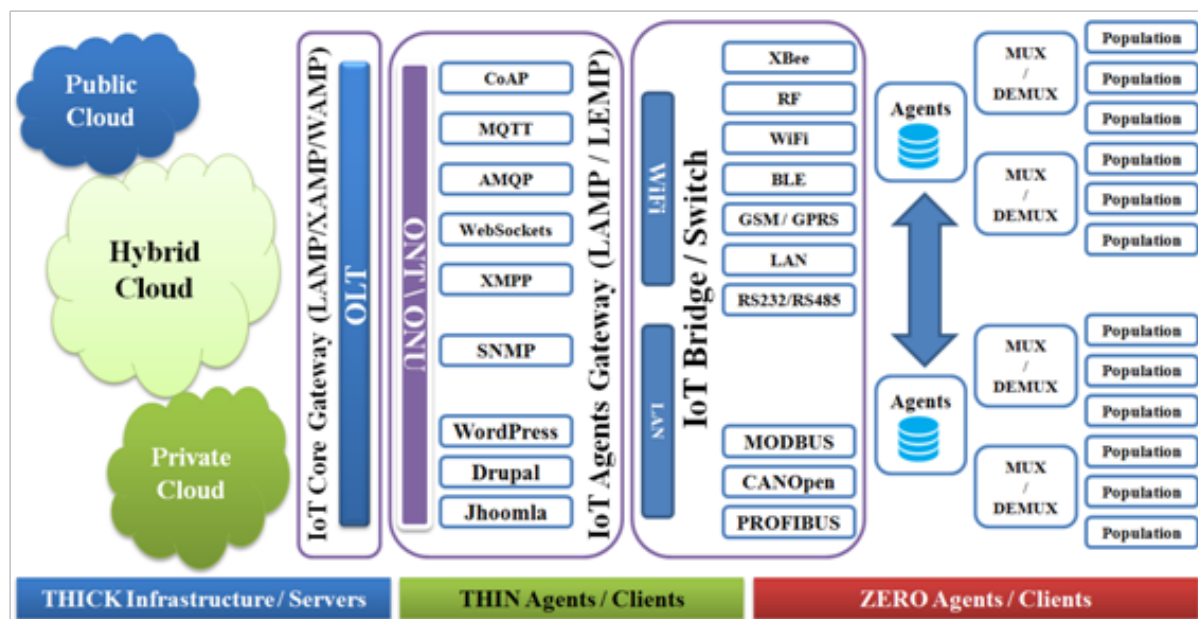 Public
Cloud
Hybrid
Cloud
Private
Cloud
IoT Core Gateway (LAMP/XAMP/WAMP)
OLT
ONT \ ONU
CoAP
MQTT
AMQP
WebSockets
XMPP
SNMP
WordPress
Drupal
Jhoomla
IoT Agents Gateway (LAMP / LEMP)
WiFi
LAN
IoT Bridge / Switch
XBee
RF
WiFi
BLE
GSM / GPRS
LAN
RS232/RS485
MODBUS
CANOpen
PROFIBUS
Agents
Agents
MUX
/
DEMUX
MUX
/
DEMUX
MUX
/
DEMUX
MUX
/
DEMUX
Population
Population
Population
Population
Population
Population
Population
Population
Population
Population
Population
Population
THICK Infrastructure / Servers
THIN Agents / Clients
ZERO Agents / Clients